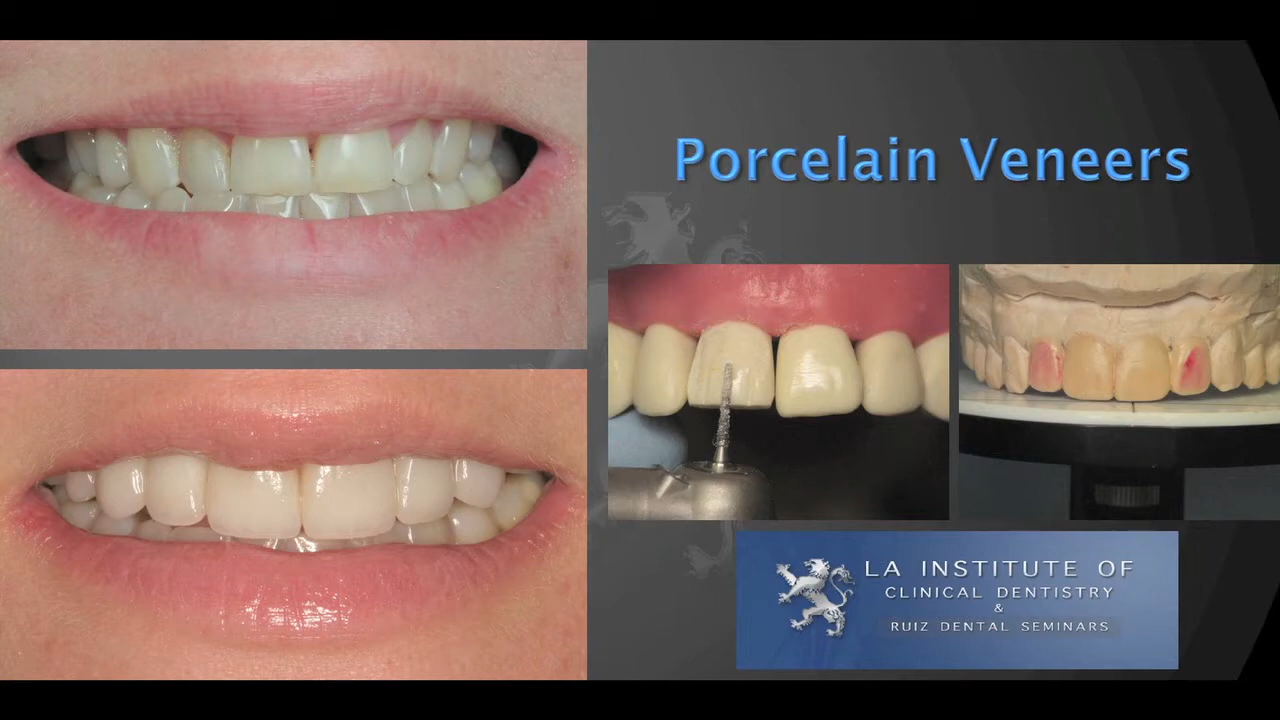 Porcelain Veneers
LA INSTITUTE OF
CLINICAL DENTISTRY
&
RUIZ DENTAL SEMINARS